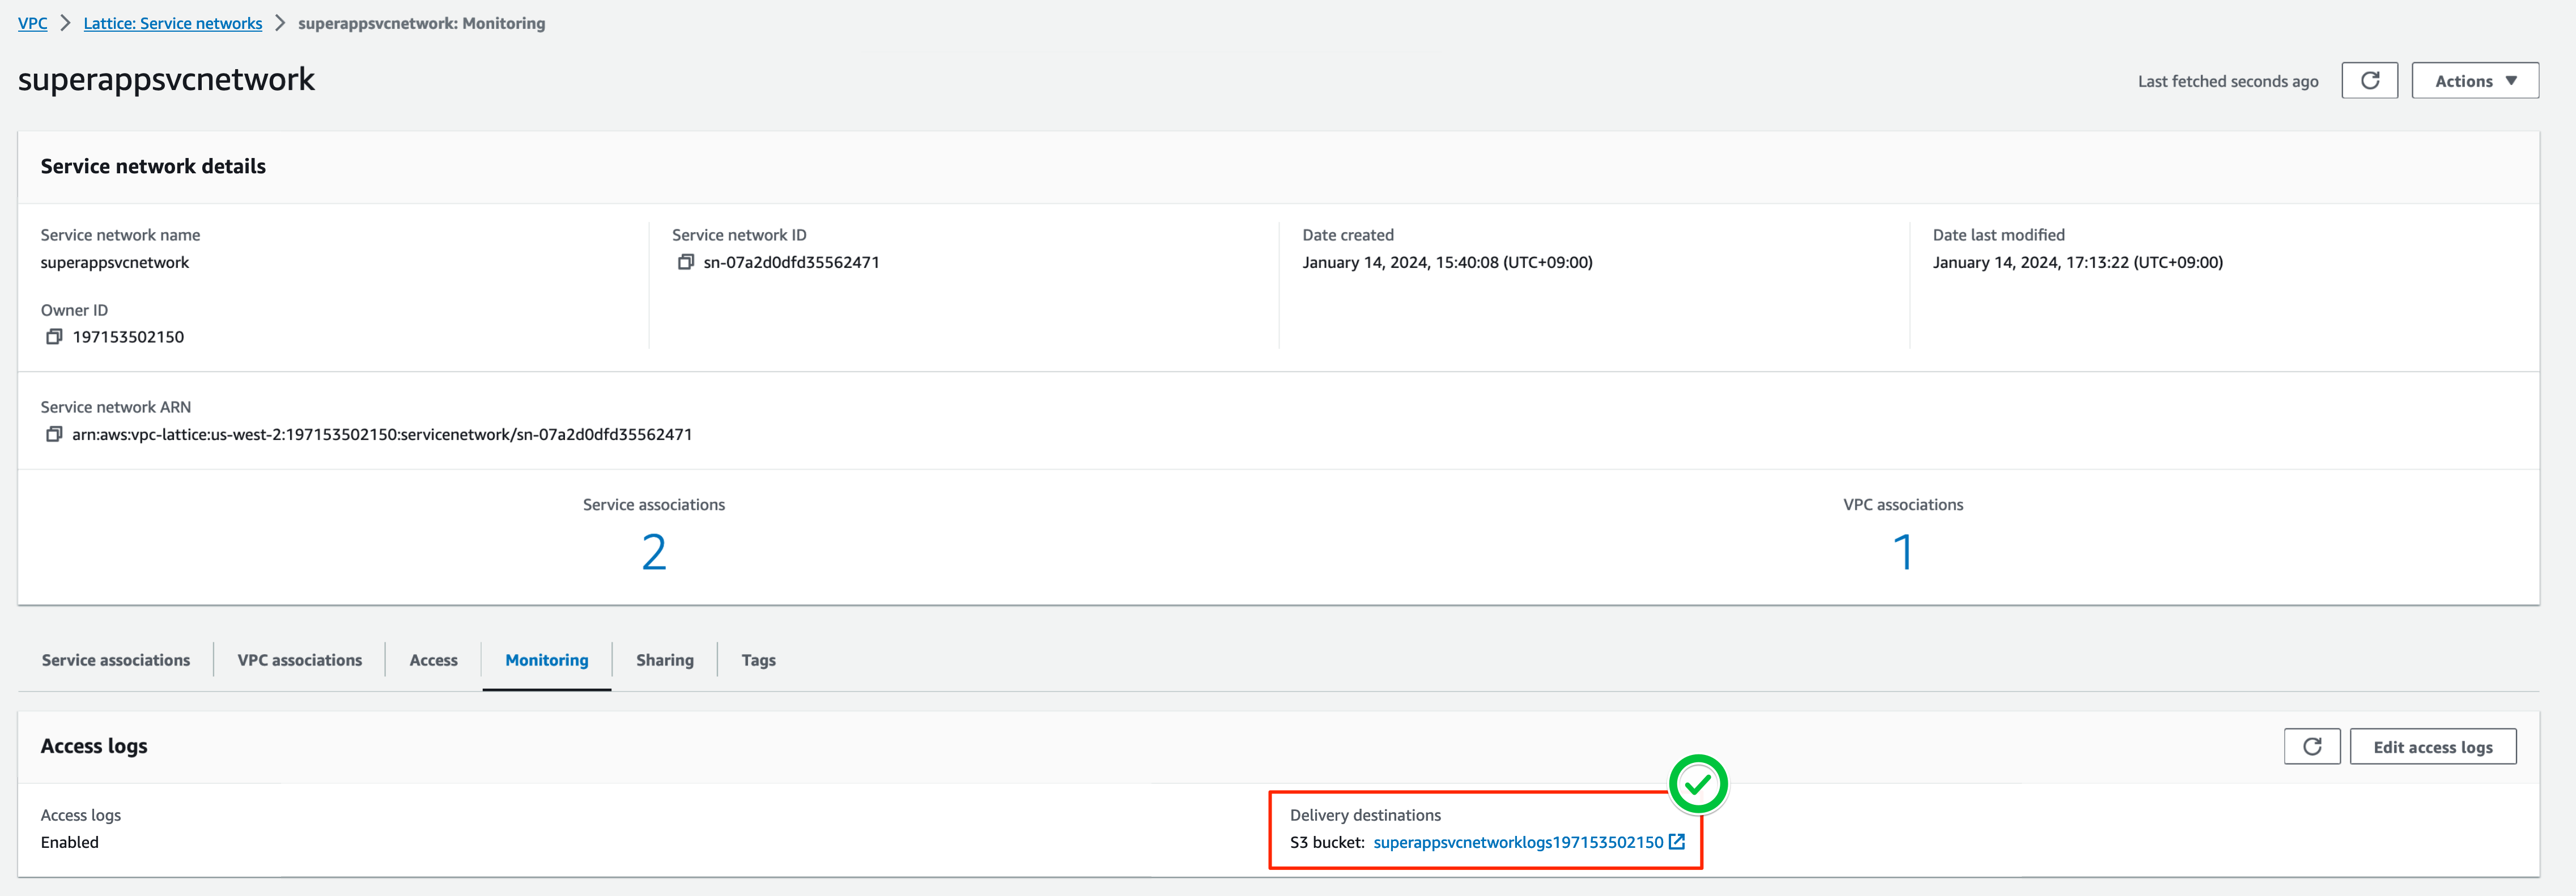 VPC > Lattice: Service networks > superappsvcnetwork: Monitoring
superappsvcnetwork
Last fetched seconds ago
Actions
Service network details
Service network name
superappsvcnetwork
Owner ID
197153502150
Service network ID
sn-07a2d0dfd35562471
Date created
January 14, 2024, 15:40:08 (UTC+09:00)
Date last modified
January 14, 2024, 17:13:22 (UTC+09:00)
Service network ARN
arn:aws:vpc-lattice:us-west-2:197153502150:servicenetwork/sn-07a2d0dfd35562471
Service associations
2
VPC associations
1
Service associations
VPC associations
Access
Monitoring
Sharing
Tags
Access logs
Edit access logs
Access logs
Enabled
Delivery destinations
S3 bucket: superappsvcnetworklogs197153502150